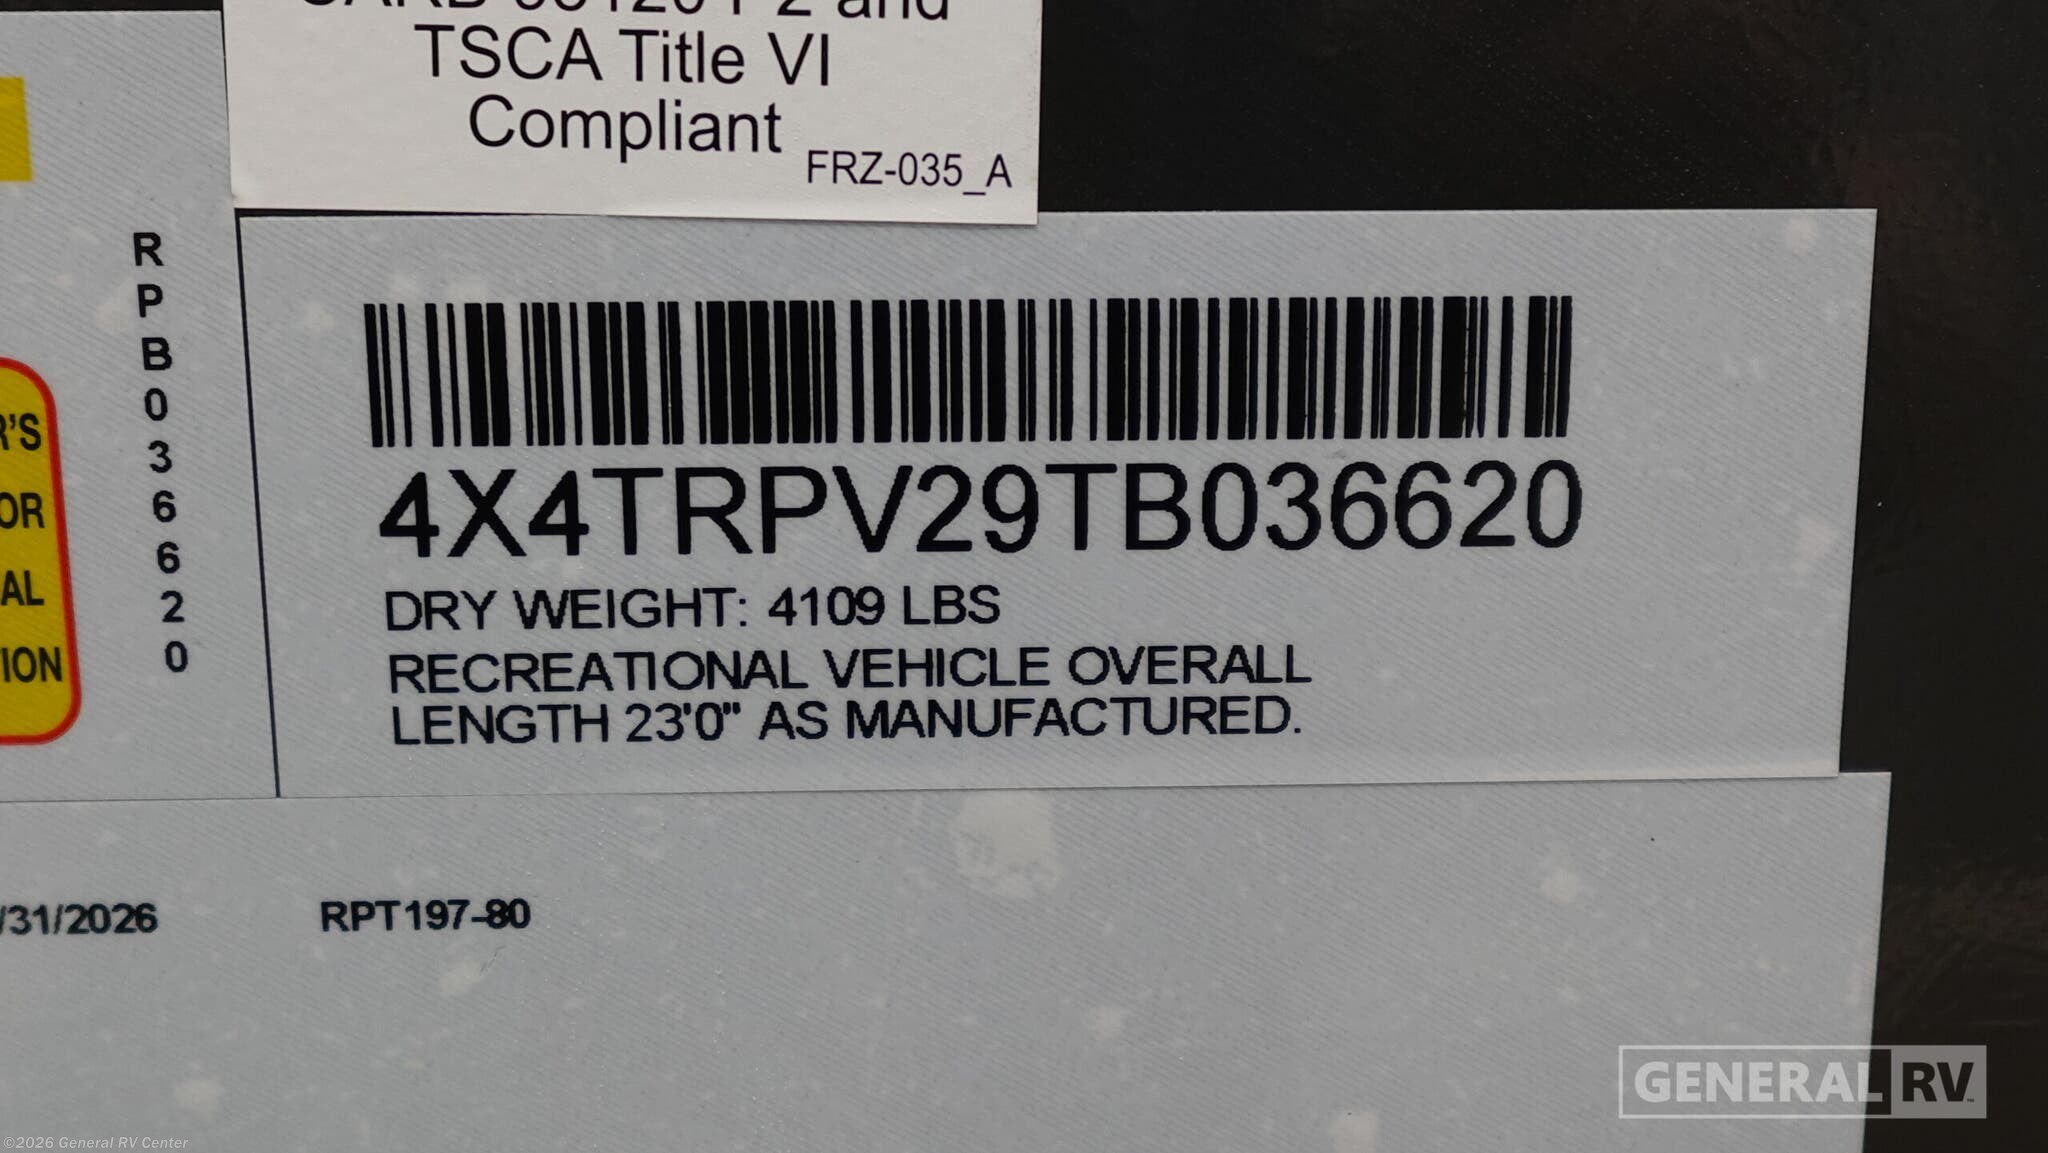 TSCA Title VI
Compliant
FRZ-035_A
R
P
B
0
3
6
6
2
0
R'S
OR
AL
ION
4X4TRPV29TB036620
DRY WEIGHT: 4109 LBS
RECREATIONAL VEHICLE OVERALL
LENGTH 23'0" AS MANUFACTURED.
/31/2026
RPT197-80
GENERAL RV
©2026 General RV Center